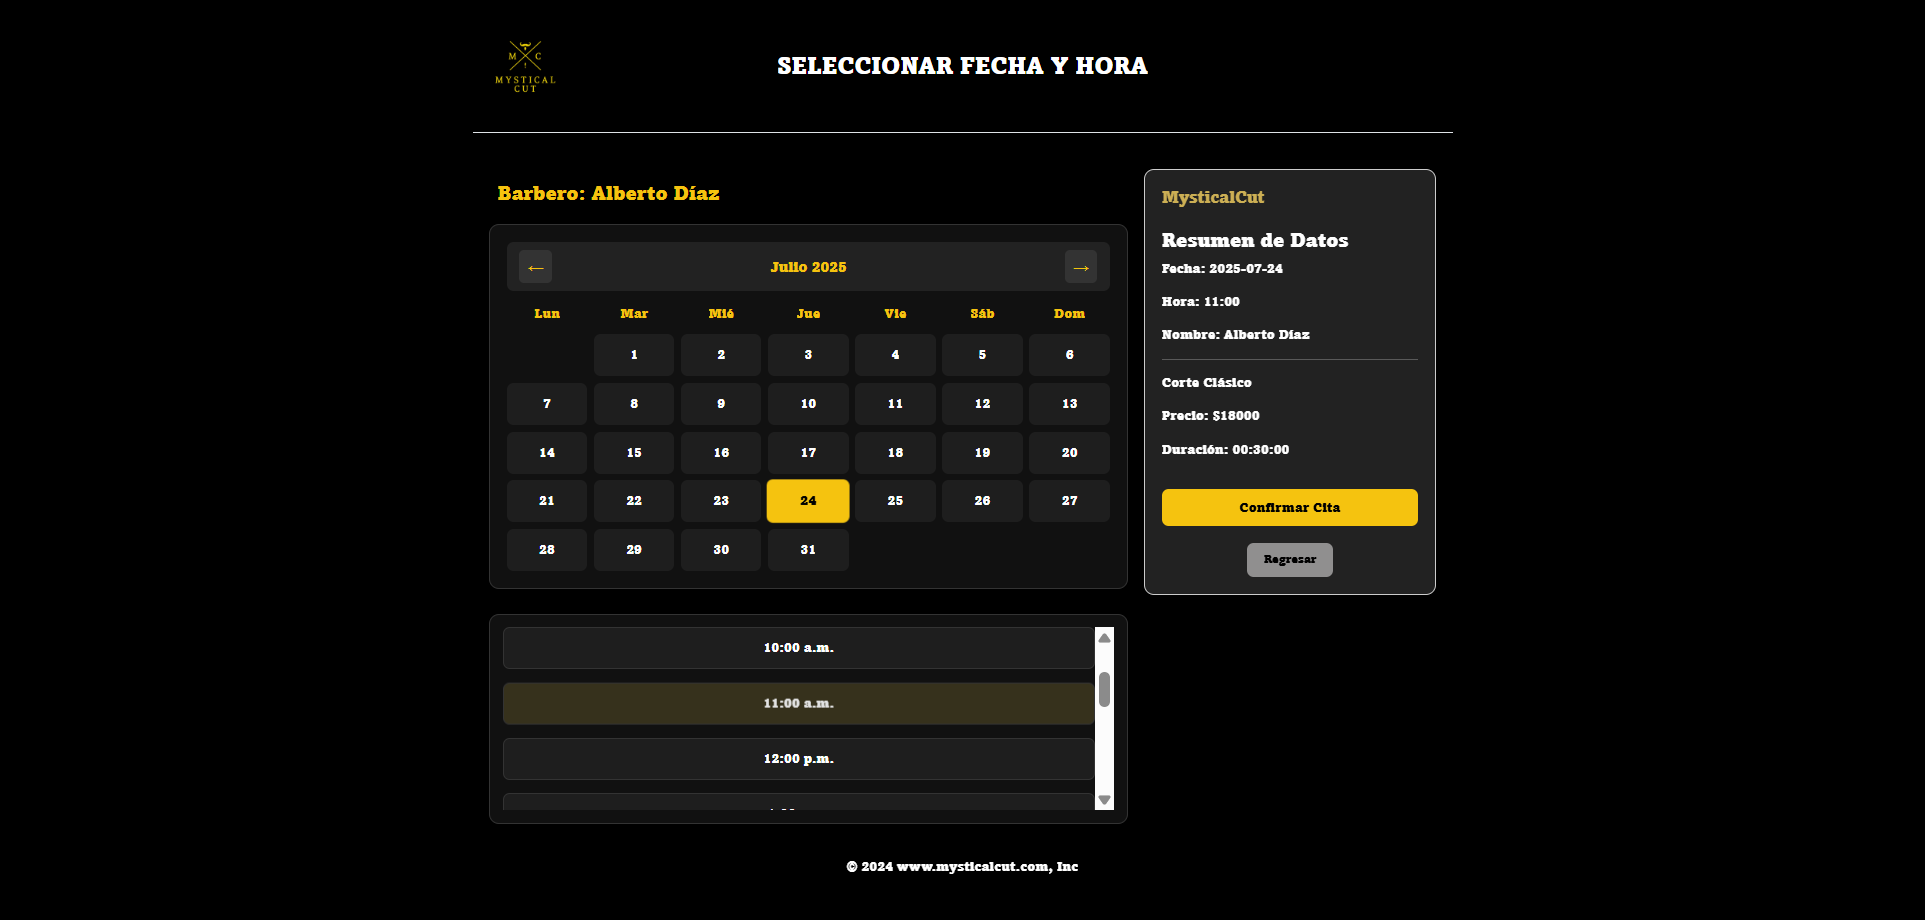 M C
MYSTICAL
CUT
SELECCIONAR FECHA Y HORA
Barbero: Alberto Díaz
← Julio 2025 →
Lun Mar Mié Jue Vie Sáb Dom
1 2 3 4 5 6
7 8 9 10 11 12 13
14 15 16 17 18 19 20
21 22 23 24 25 26 27
28 29 30 31
10:00 a.m.
11:00 a.m.
12:00 p.m.
MysticalCut
Resumen de Datos
Fecha: 2025-07-24
Hora: 11:00
Nombre: Alberto Díaz
Corte Clásico
Precio: $18000
Duración: 00:30:00
Confirmar Cita
Regresar
© 2024 www.mysticalcut.com, Inc